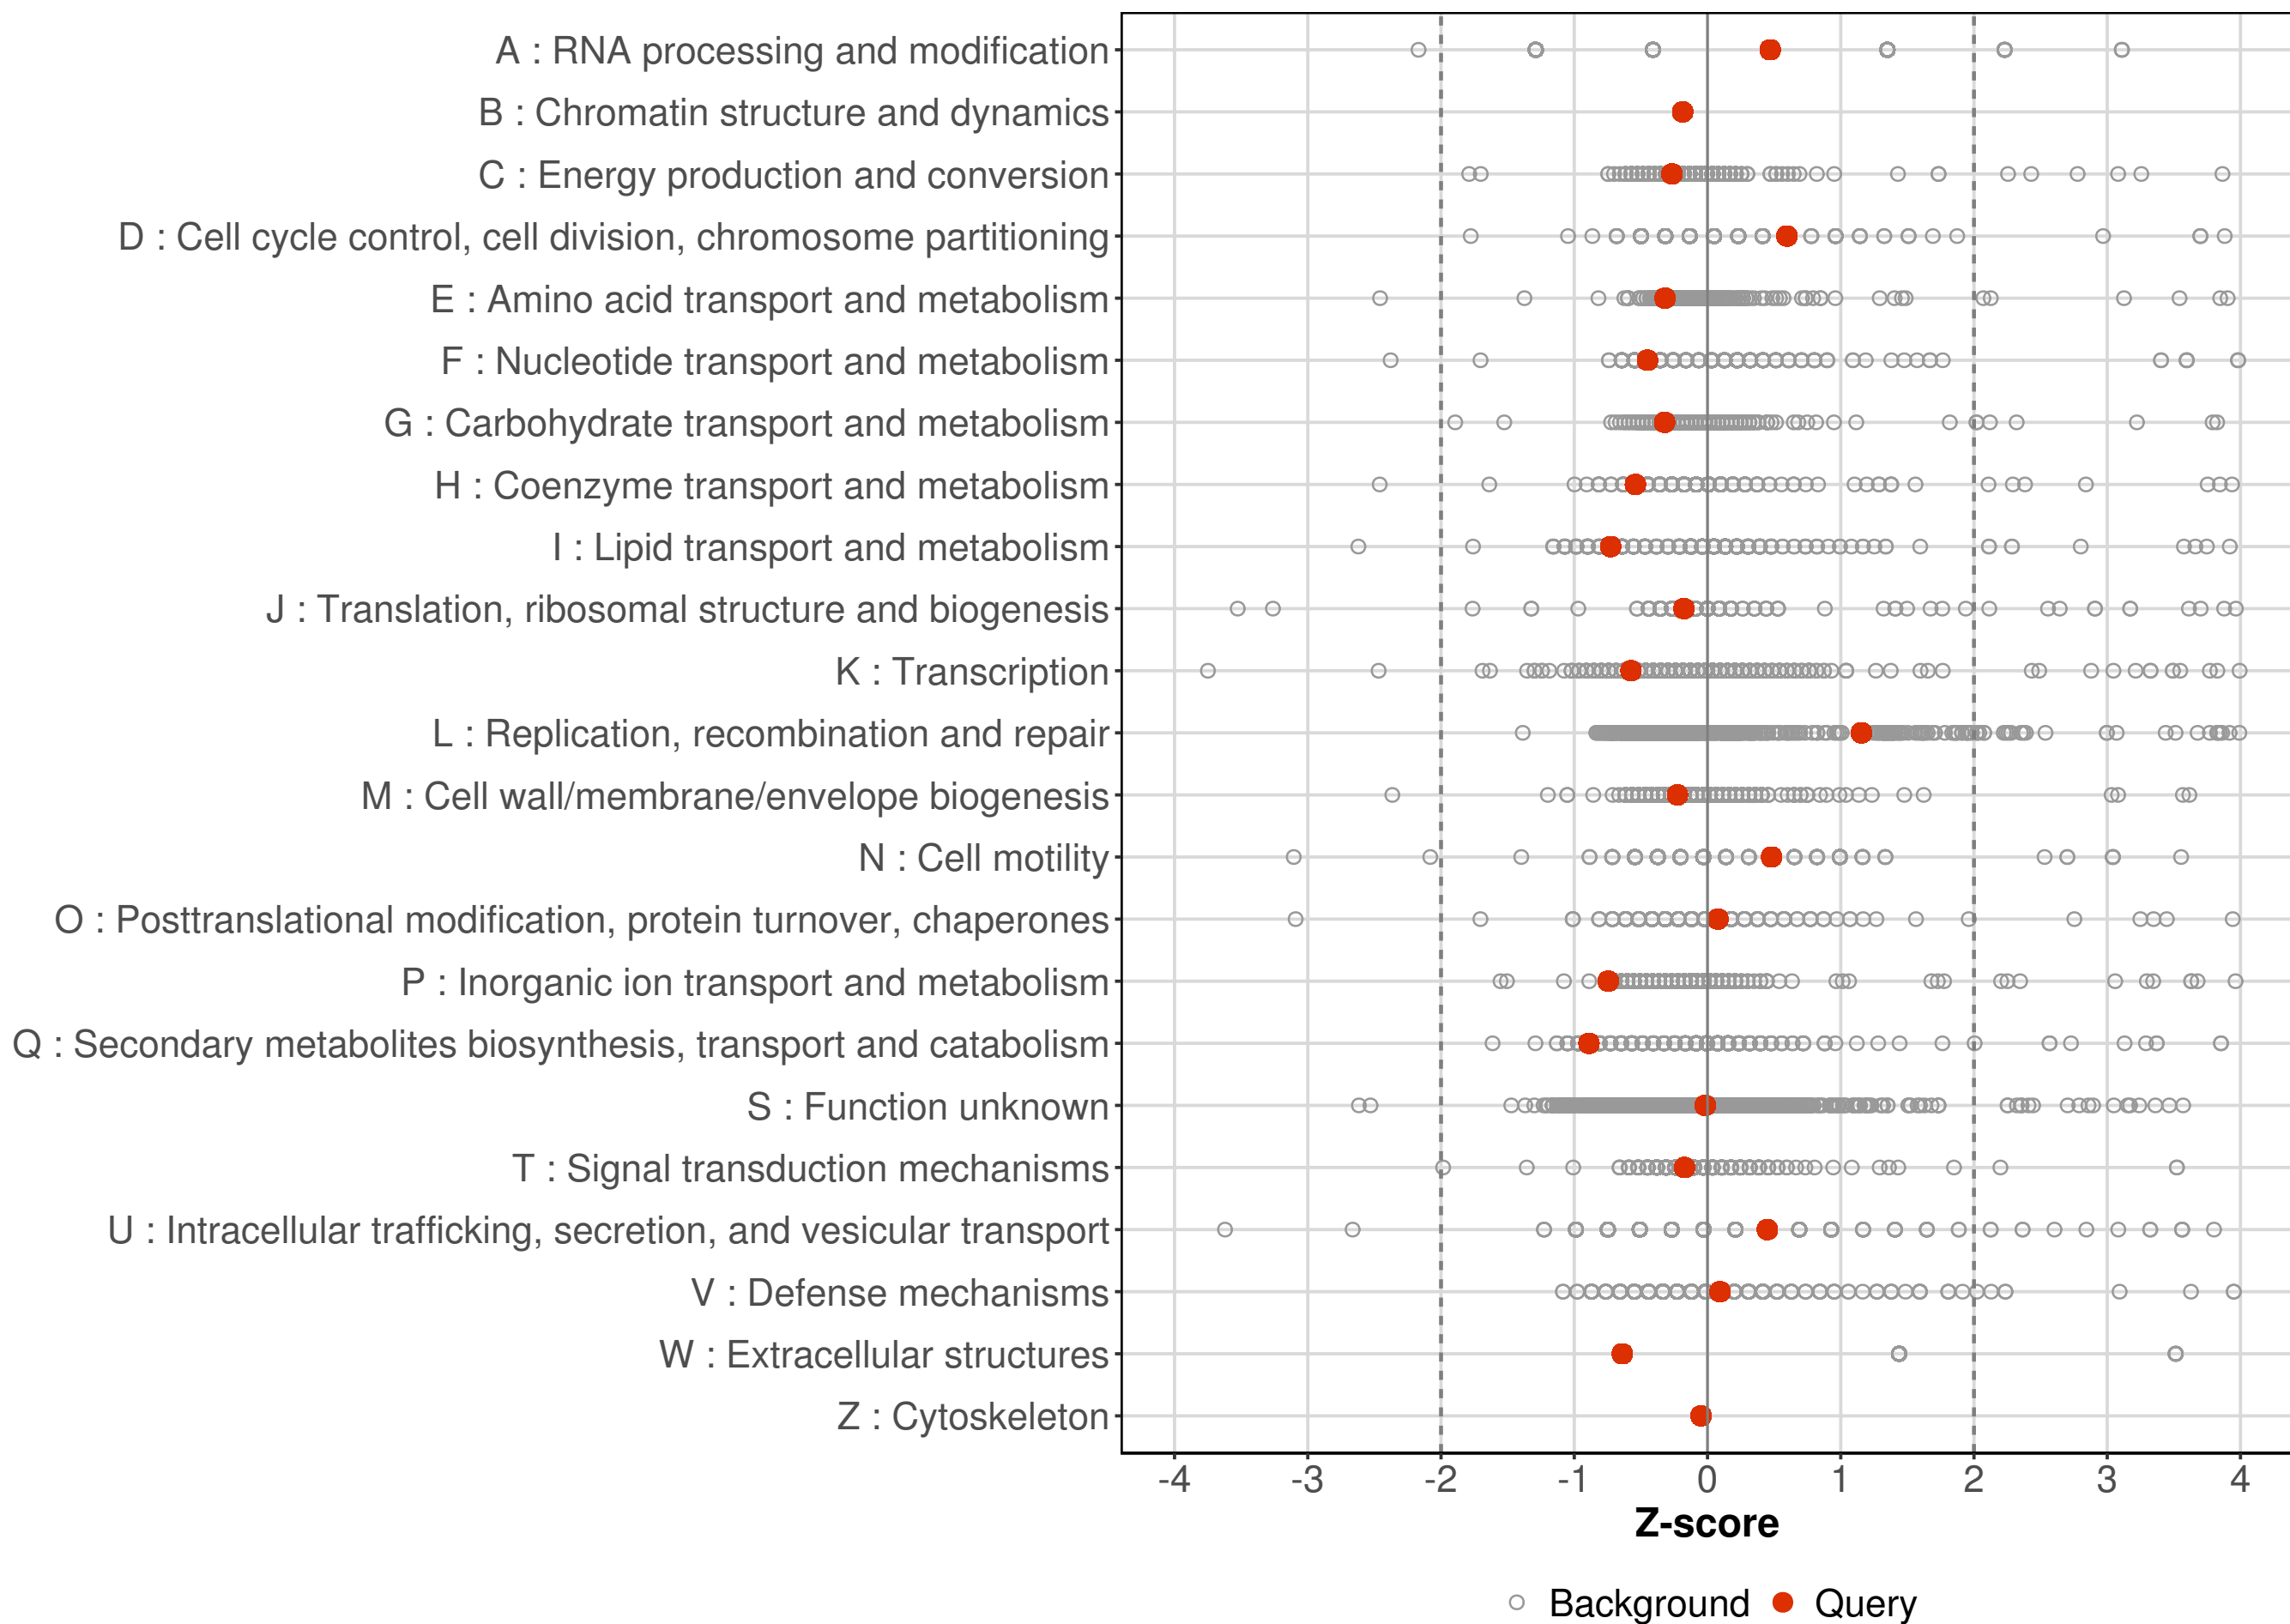 A : RNA processing and modification
B : Chromatin structure and dynamics
C : Energy production and conversion
D : Cell cycle control, cell division, chromosome partitioning
E : Amino acid transport and metabolism
F : Nucleotide transport and metabolism
G : Carbohydrate transport and metabolism
H : Coenzyme transport and metabolism
I : Lipid transport and metabolism
J : Translation, ribosomal structure and biogenesis
K : Transcription
L : Replication, recombination and repair
M : Cell wall/membrane/envelope biogenesis
N : Cell motility
O : Posttranslational modification, protein turnover, chaperones
P : Inorganic ion transport and metabolism
Q : Secondary metabolites biosynthesis, transport and catabolism
S : Function unknown
T : Signal transduction mechanisms
U : Intracellular trafficking, secretion, and vesicular transport
V : Defense mechanisms
W : Extracellular structures
Z : Cytoskeleton
-4 -3 -2 -1 0 1 2 3 4
Z-score
Background Query